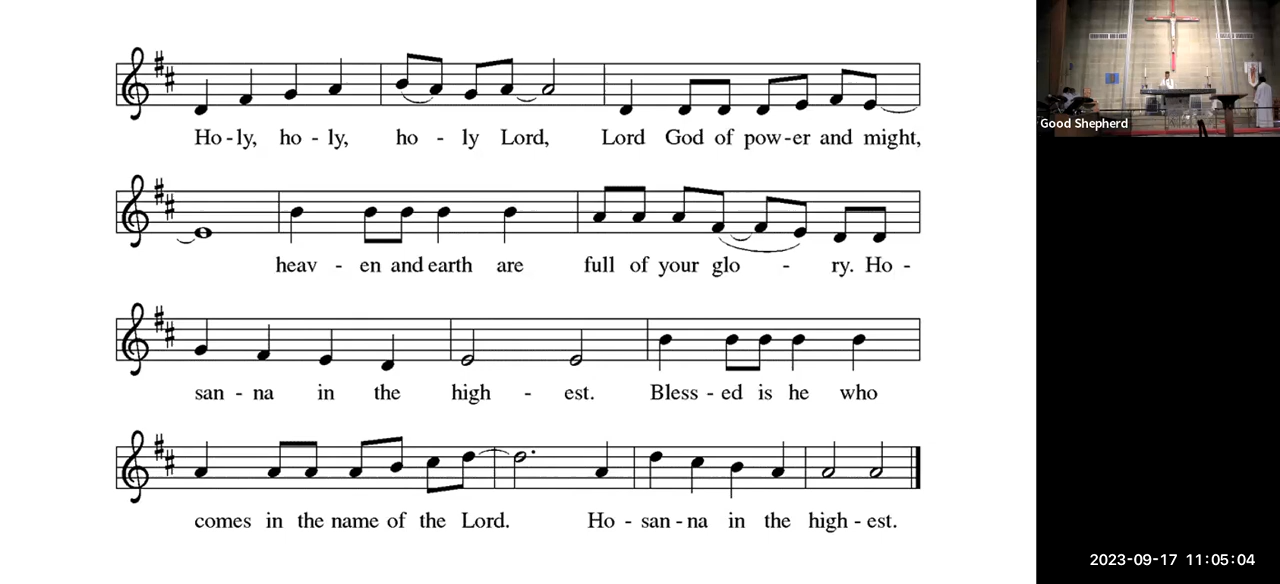 Ho - ly, ho - ly, ho - ly Lord, Lord God of pow - er and might,
heav - en and earth are full of your glo - ry. Ho -
san - na in the high - est. Bless - ed is he who
comes in the name of the Lord. Ho - san - na in the high - est.
Good Shepherd
2023-09-17 11:05:04